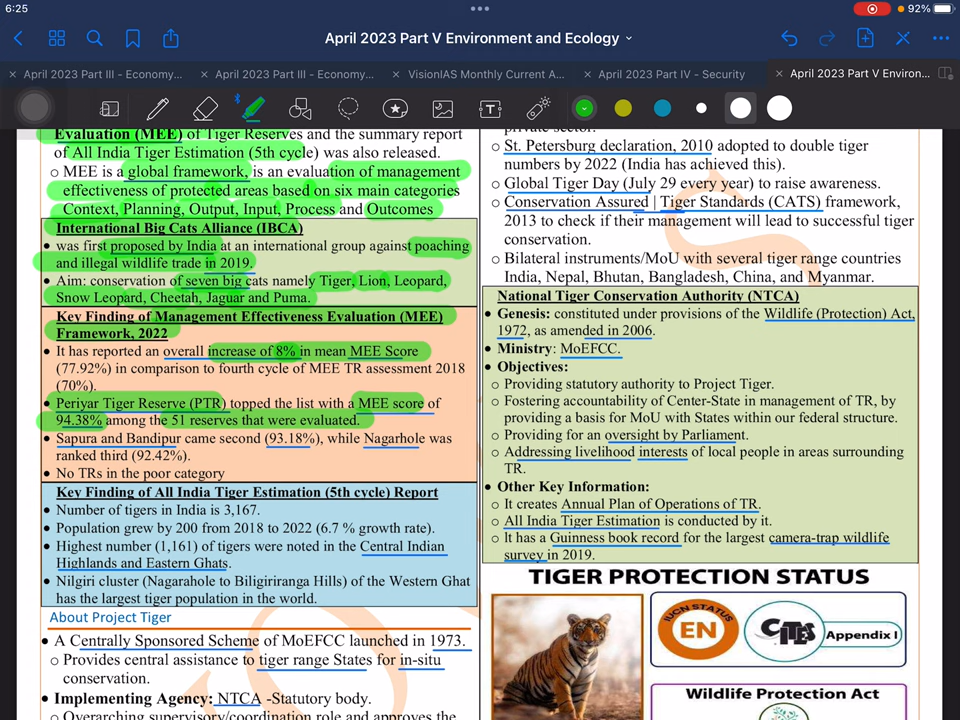 6:25
92%
April 2023 Part V Environment and Ecology
× April 2023 Part III - Economy...
× April 2023 Part III - Economy...
× VisionIAS Monthly Current A...
× April 2023 Part IV - Security
× April 2023 Part V Environ...
Evaluation (MEE) of Tiger Reserves and the summary report
of All India Tiger Estimation (5th cycle) was also released.
o MEE is a global framework, is an evaluation of management
effectiveness of protected areas based on six main categories
Context, Planning, Output, Input, Process and Outcomes
International Big Cats Alliance (IBCA)
• was first proposed by India at an international group against poaching
and illegal wildlife trade in 2019.
• Aim: conservation of seven big cats namely Tiger, Lion, Leopard,
Snow Leopard, Cheetah, Jaguar and Puma.
Key Finding of Management Effectiveness Evaluation (MEE)
Framework, 2022
• It has reported an overall increase of 8% in mean MEE Score
(77.92%) in comparison to fourth cycle of MEE TR assessment 2018
(70%).
• Periyar Tiger Reserve (PTR) topped the list with a MEE score of
94.38% among the 51 reserves that were evaluated.
• Sapura and Bandipur came second (93.18%), while Nagarhole was
ranked third (92.42%).
• No TRs in the poor category
Key Finding of All India Tiger Estimation (5th cycle) Report
• Number of tigers in India is 3,167.
• Population grew by 200 from 2018 to 2022 (6.7 % growth rate).
• Highest number (1,161) of tigers were noted in the Central Indian
Highlands and Eastern Ghats.
• Nilgiri cluster (Nagarahole to Biligiriranga Hills) of the Western Ghat
has the largest tiger population in the world.
About Project Tiger
• A Centrally Sponsored Scheme of MoEFCC launched in 1973.
o Provides central assistance to tiger range States for in-situ
conservation.
• Implementing Agency: NTCA -Statutory body.
o Overarching supervisory/coordination role and approves the
private sector.
o St. Petersburg declaration, 2010 adopted to double tiger
numbers by 2022 (India has achieved this).
o Global Tiger Day (July 29 every year) to raise awareness.
o Conservation Assured | Tiger Standards (CATS) framework,
2013 to check if their management will lead to successful tiger
conservation.
o Bilateral instruments/MoU with several tiger range countries
India, Nepal, Bhutan, Bangladesh, China, and Myanmar.
National Tiger Conservation Authority (NTCA)
• Genesis: constituted under provisions of the Wildlife (Protection) Act,
1972, as amended in 2006.
• Ministry: MoEFCC.
• Objectives:
o Providing statutory authority to Project Tiger.
o Fostering accountability of Center-State in management of TR, by
providing a basis for MoU with States within our federal structure.
o Providing for an oversight by Parliament.
o Addressing livelihood interests of local people in areas surrounding
TR.
• Other Key Information:
o It creates Annual Plan of Operations of TR.
o All India Tiger Estimation is conducted by it.
o It has a Guinness book record for the largest camera-trap wildlife
survey in 2019.
TIGER PROTECTION STATUS
IUCN STATUS
EN
CITES
Appendix I
Wildlife Protection Act